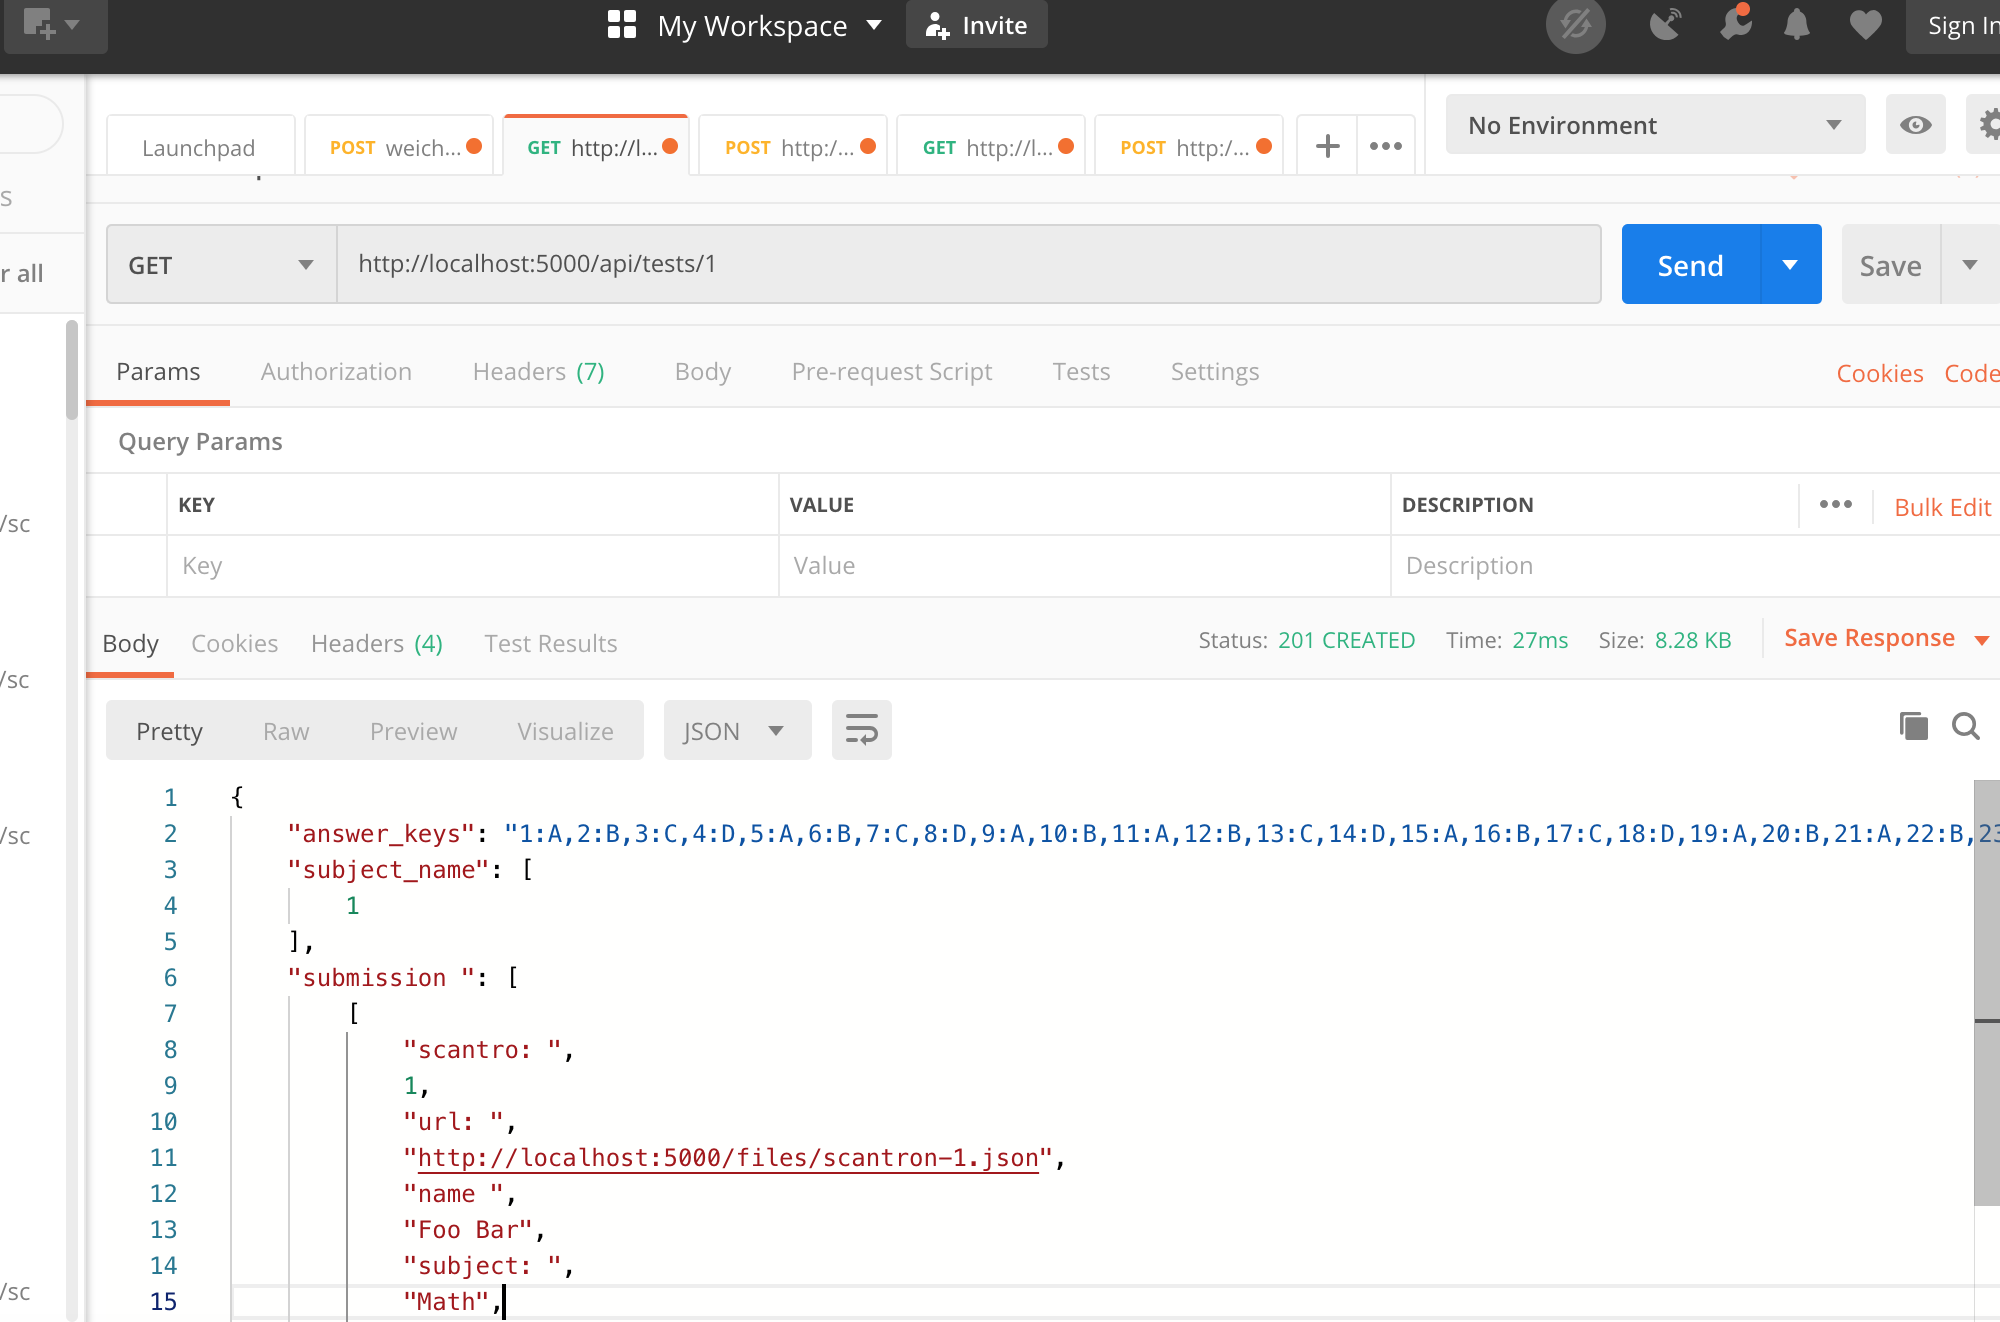 My Workspace Invite Sign In
Launchpad POST weich... GET http://l... POST http:/... GET http://l... POST http:/... No Environment
s
GET http://localhost:5000/api/tests/1 Send Save
r all
Params Authorization Headers (7) Body Pre-request Script Tests Settings Cookies Code
Query Params
KEY VALUE DESCRIPTION Bulk Edit
/sc
Key Value Description
Body Cookies Headers (4) Test Results Status: 201 CREATED Time: 27ms Size: 8.28 KB Save Response
/sc
Pretty Raw Preview Visualize JSON
1 {
2 "answer_keys": "1:A,2:B,3:C,4:D,5:A,6:B,7:C,8:D,9:A,10:B,11:A,12:B,13:C,14:D,15:A,16:B,17:C,18:D,19:A,20:B,21:A,22:B,23
/sc
3 "subject_name": [
4 1
5 ],
6 "submission ": [
7 [
8 "scantro: ",
9 1,
10 "url: ",
11 "http://localhost:5000/files/scantron-1.json",
12 "name ",
13 "Foo Bar",
14 "subject: ",
/sc
15 "Math",